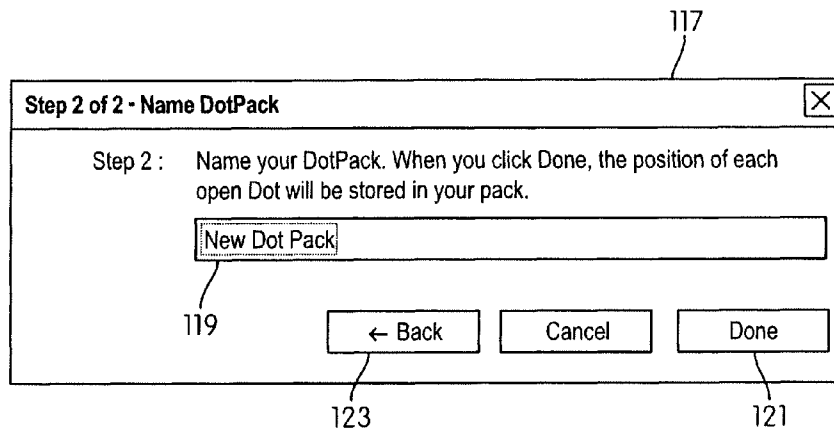 117
Step 2 of 2 - Name DotPack
Step 2 : Name your DotPack. When you click Done, the position of each
open Dot will be stored in your pack.
New Dot Pack
119
← Back Cancel Done
123 121